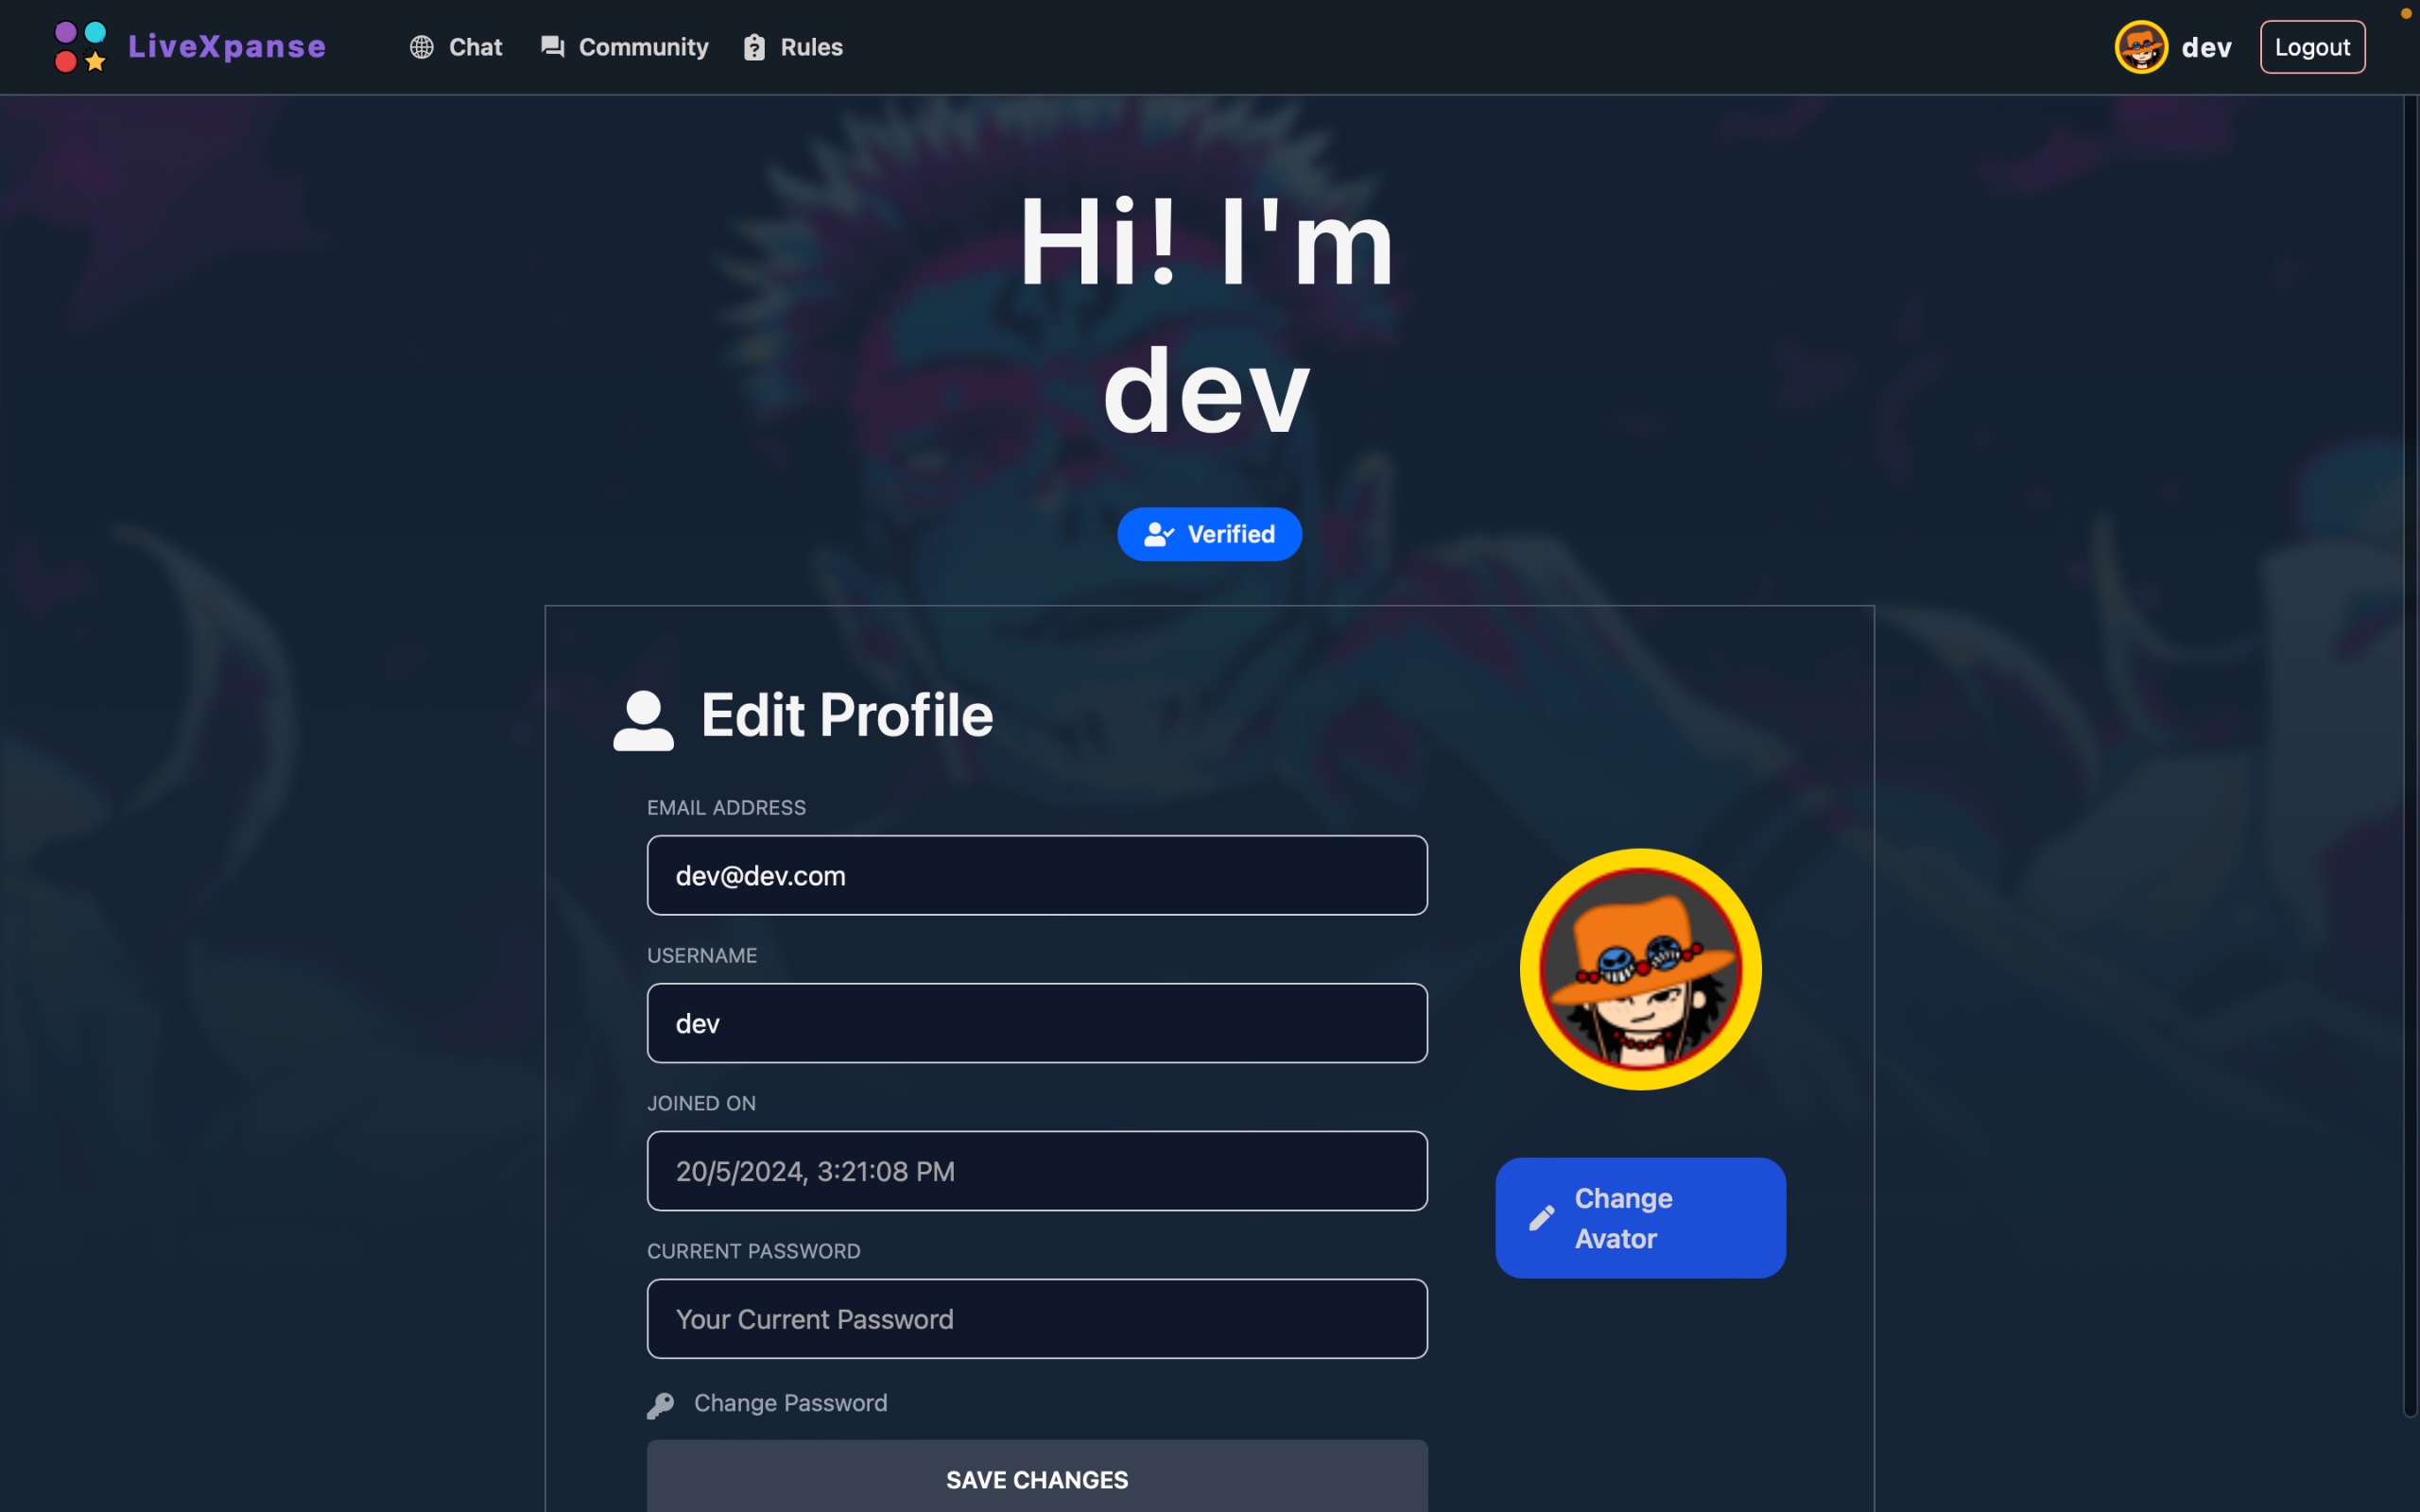 LiveXpanse
Chat
Community
Rules
dev
Logout
Hi! I'm
dev
Verified
Edit Profile
EMAIL ADDRESS
dev@dev.com
USERNAME
dev
JOINED ON
20/5/2024, 3:21:08 PM
CURRENT PASSWORD
Your Current Password
Change Password
SAVE CHANGES
Change
Avator